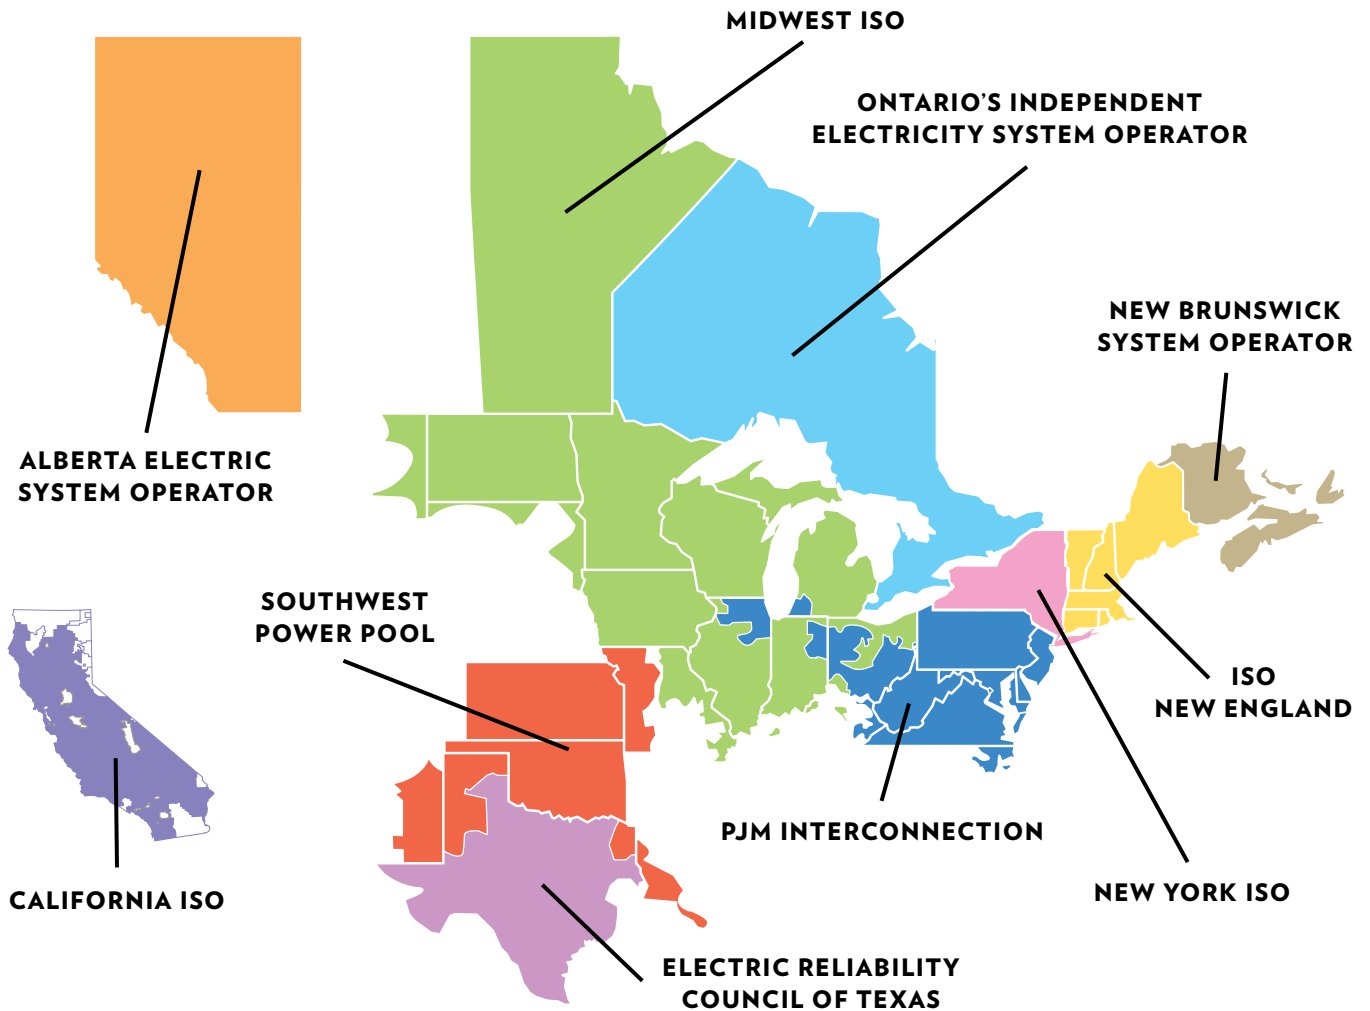 MIDWEST ISO
ONTARIO’S INDEPENDENT
ELECTRICITY SYSTEM OPERATOR
NEW BRUNSWICK
SYSTEM OPERATOR
ALBERTA ELECTRIC
SYSTEM OPERATOR
SOUTHWEST
POWER POOL
ISO
NEW ENGLAND
PJM INTERCONNECTION
NEW YORK ISO
CALIFORNIA ISO
ELECTRIC RELIABILITY
COUNCIL OF TEXAS